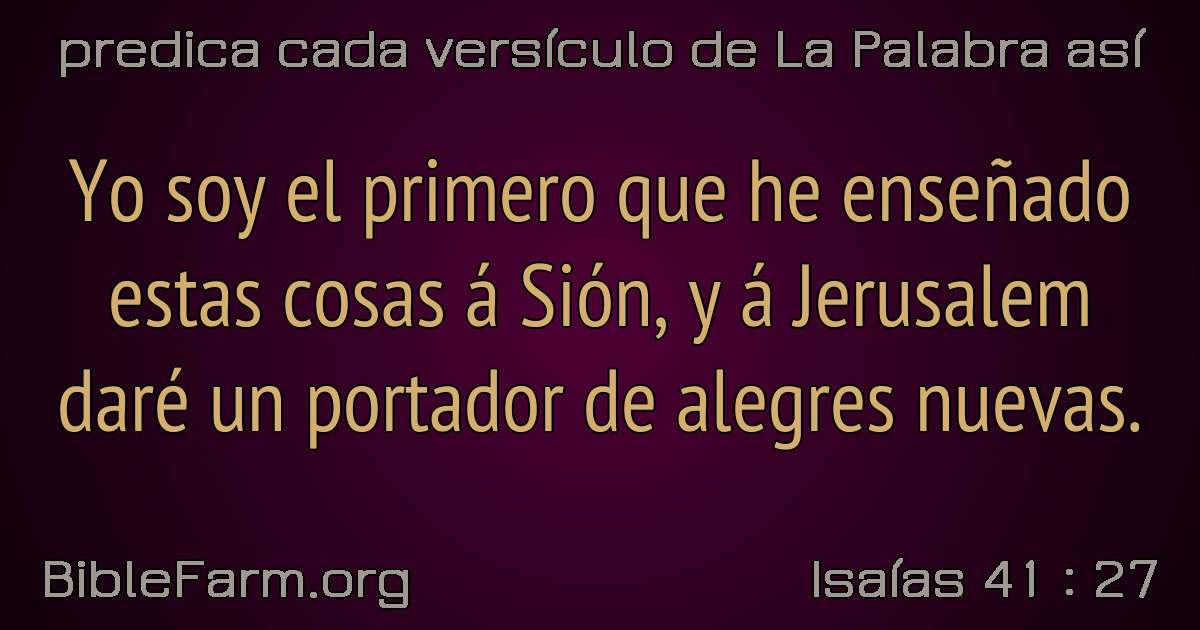 predica cada versículo de La Palabra así
Yo soy el primero que he enseñado
estas cosas á Sión, y á Jerusalem
daré un portador de alegres nuevas.
BibleFarm.org
Isaías 41 : 27